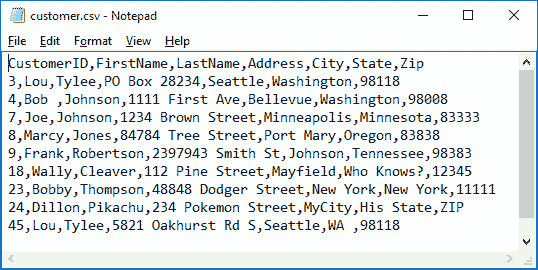 customer.csv - Notepad
File Edit Format View Help
CustomerID,FirstName,LastName,Address,City,State,Zip
3,Lou,Tylee,PO Box 28234,Seattle,Washington,98118
4,Bob ,Johnson,1111 First Ave,Bellevue,Washington,98008
7,Joe,Johnson,1234 Brown Street,Minneapolis,Minnesota,83333
8,Marcy,Jones,84784 Tree Street,Port Mary,Oregon,83838
9,Frank,Robertson,2397943 Smith St,Johnson,Tennessee,98383
18,Wally,Cleaver,112 Pine Street,Mayfield,Who Knows?,12345
23,Bobby,Thompson,48848 Dodger Street,New York,New York,11111
24,Dillon,Pikachu,234 Pokemon Street,MyCity,His State,ZIP
45,Lou,Tylee,5821 Oakhurst Rd S,Seattle,WA ,98118